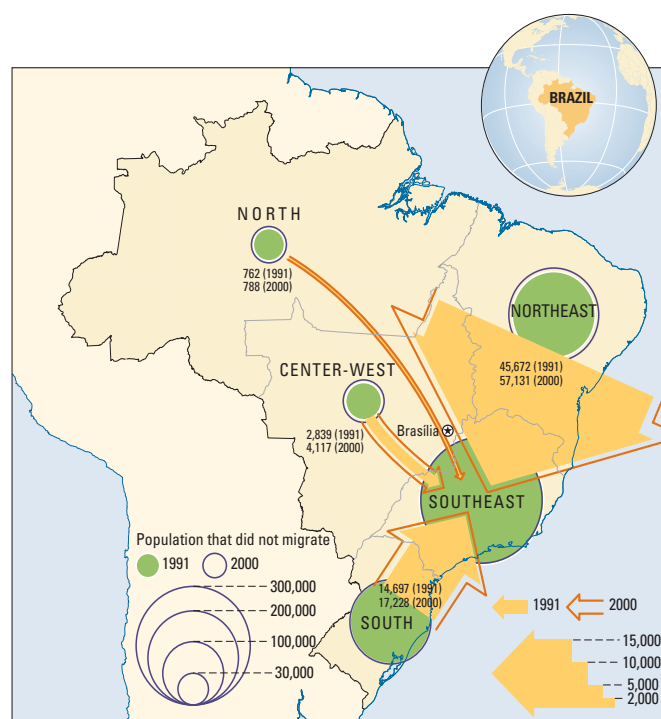 BRAZIL
NORTH
762 (1991)
788 (2000)
NORTHEAST
45,672 (1991)
57,131 (2000)
CENTER-WEST
2,839 (1991)
4,117 (2000)
Brasília
SOUTHEAST
14,697 (1991)
17,228 (2000)
SOUTH
Population that did not migrate
1991
2000
300,000
200,000
100,000
30,000
1991
2000
15,000
10,000
5,000
2,000